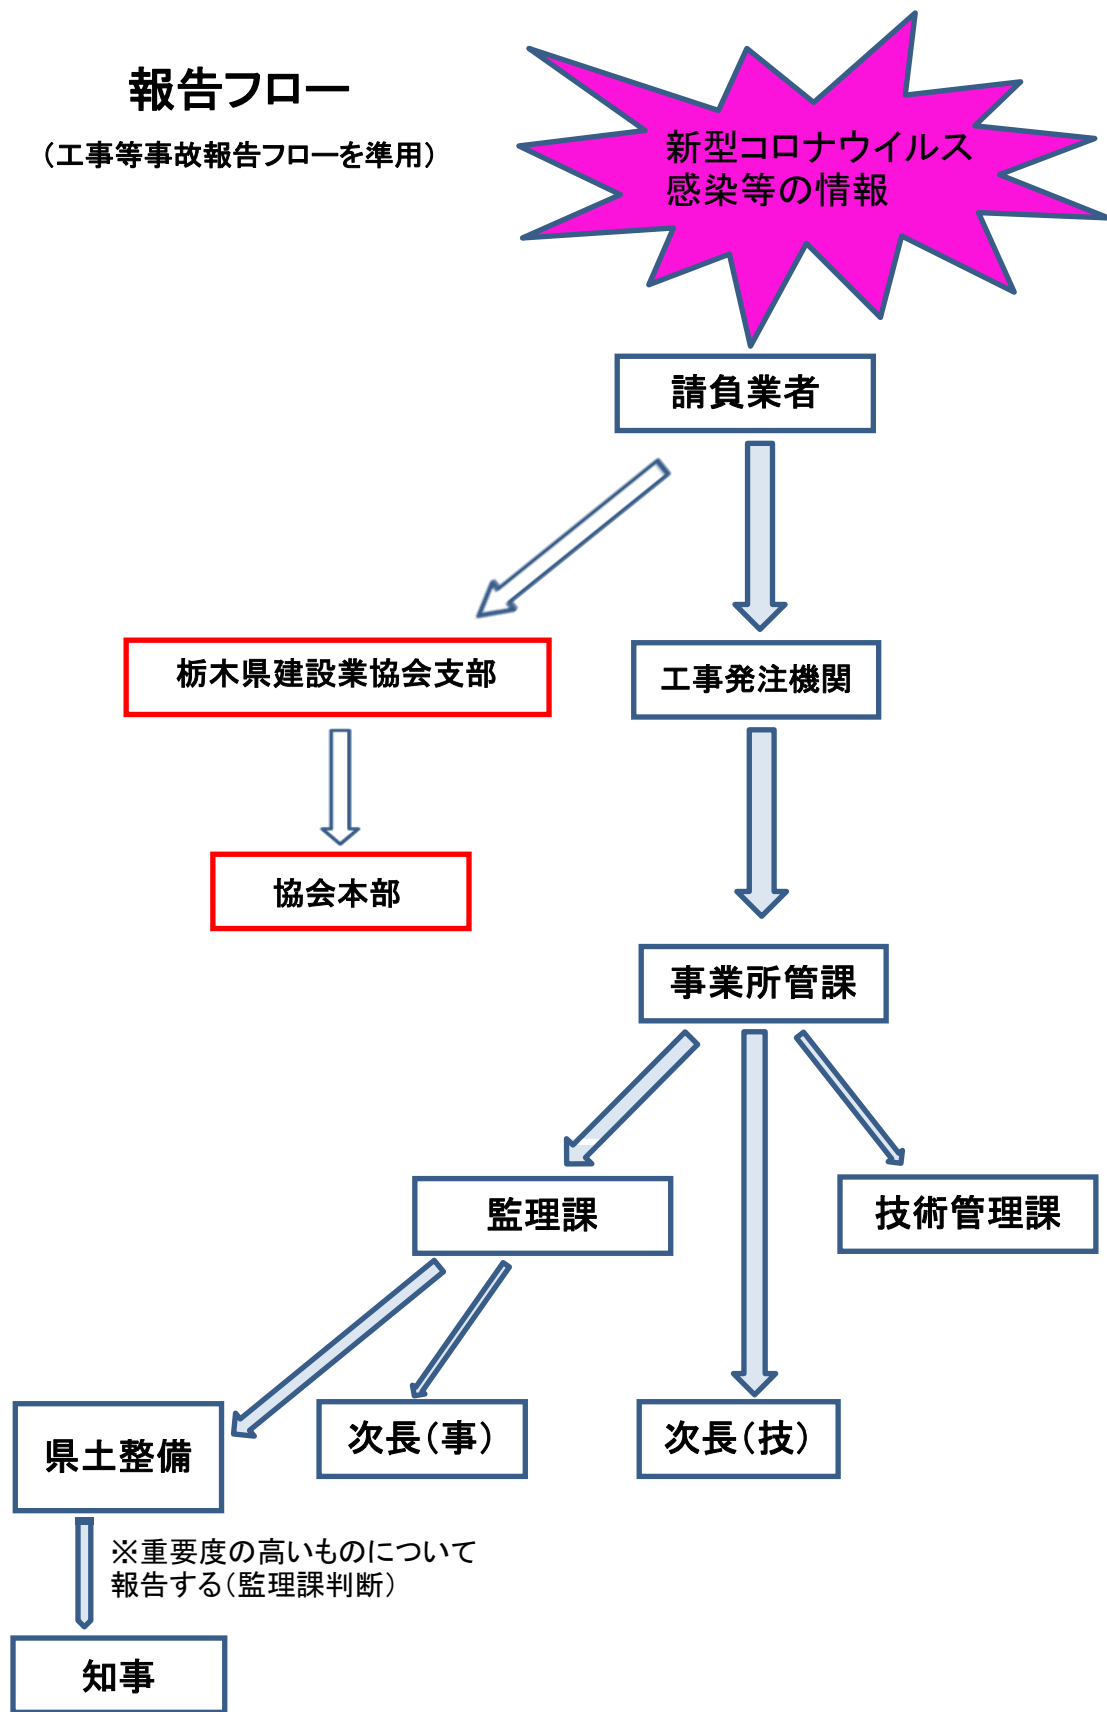 報告フロー
（工事等事故報告フローを準用）
新型コロナウイルス
感染等の情報
請負業者
栃木県建設業協会支部
工事発注機関
協会本部
事業所管課
監理課
技術管理課
県土整備
次長（事）
次長（技）
※重要度の高いものについて
報告する（監理課判断）
知事